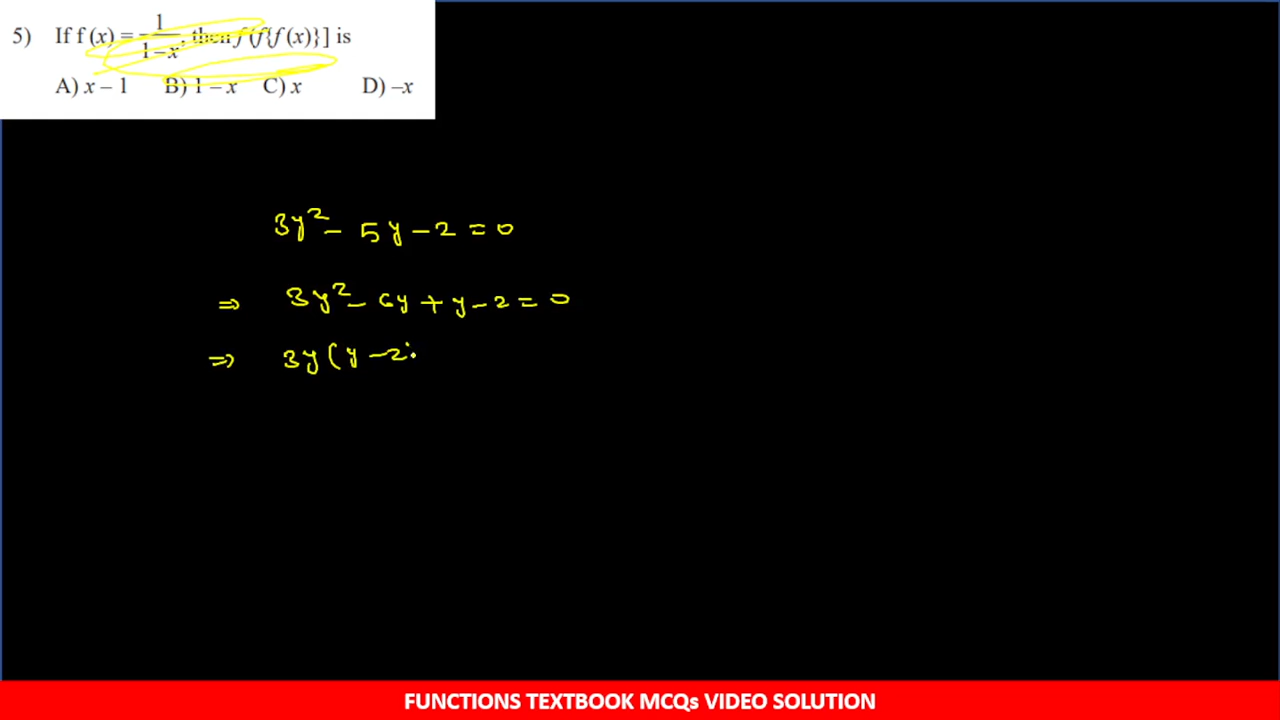 5) If f (x) = 1/(1–x), then f [f{f (x)}] is
A) x – 1 B) 1 – x C) x D) –x
3y² – 5y – 2 = 0
⇒ 3y² – 6y + y – 2 = 0
⇒ 3y(y – 2
FUNCTIONS TEXTBOOK MCQs VIDEO SOLUTION